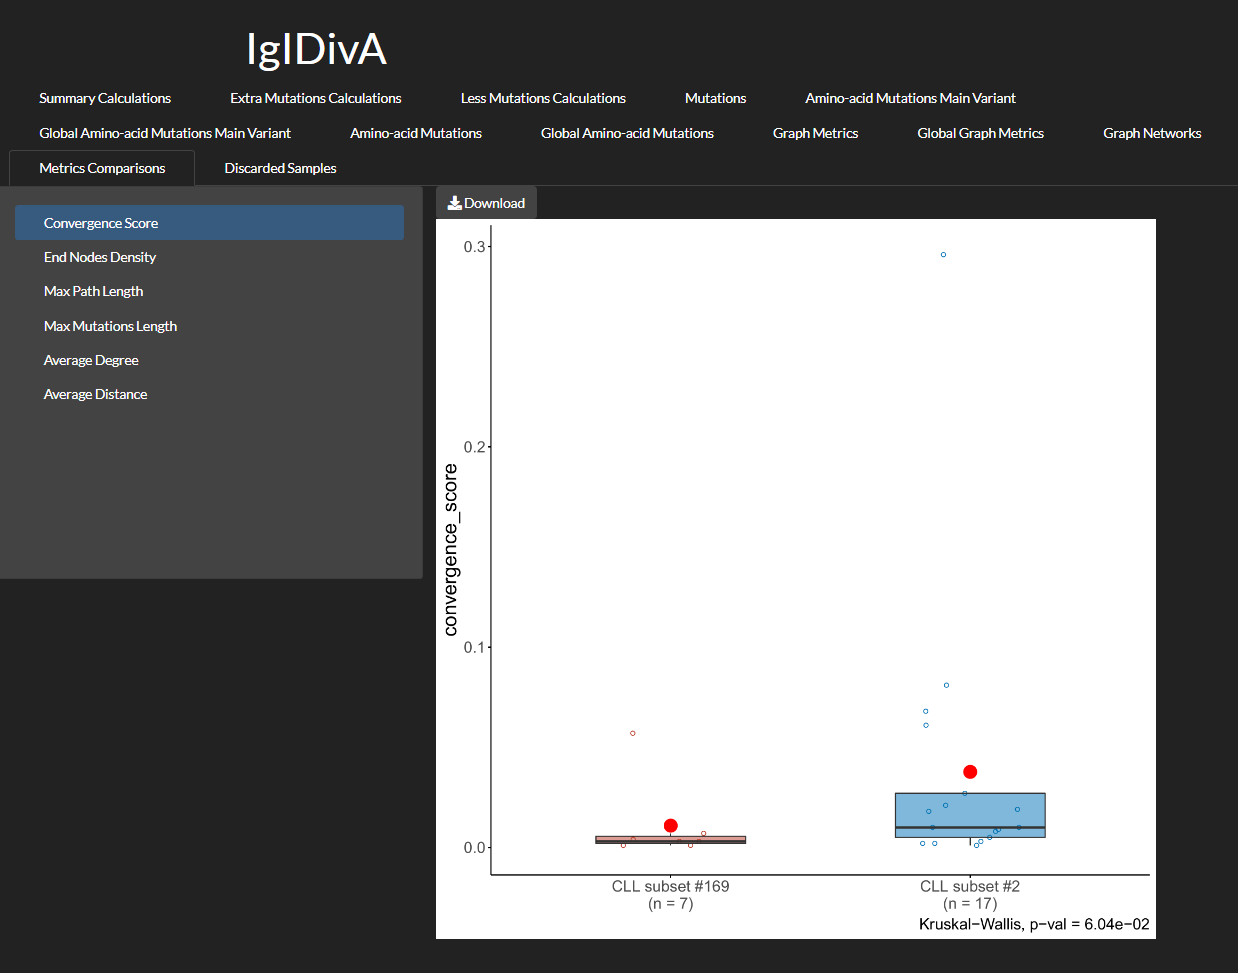 IgIDivA
Summary Calculations Extra Mutations Calculations Less Mutations Calculations Mutations Amino-acid Mutations Main Variant
Global Amino-acid Mutations Main Variant Amino-acid Mutations Global Amino-acid Mutations Graph Metrics Global Graph Metrics Graph Networks
Metrics Comparisons Discarded Samples
Convergence Score
End Nodes Density
Max Path Length
Max Mutations Length
Average Degree
Average Distance
Download
0.3
0.2
0.1
0.0
convergence_score
CLL subset #169
(n = 7)
CLL subset #2
(n = 17)
Kruskal−Wallis, p−val = 6.04e−02